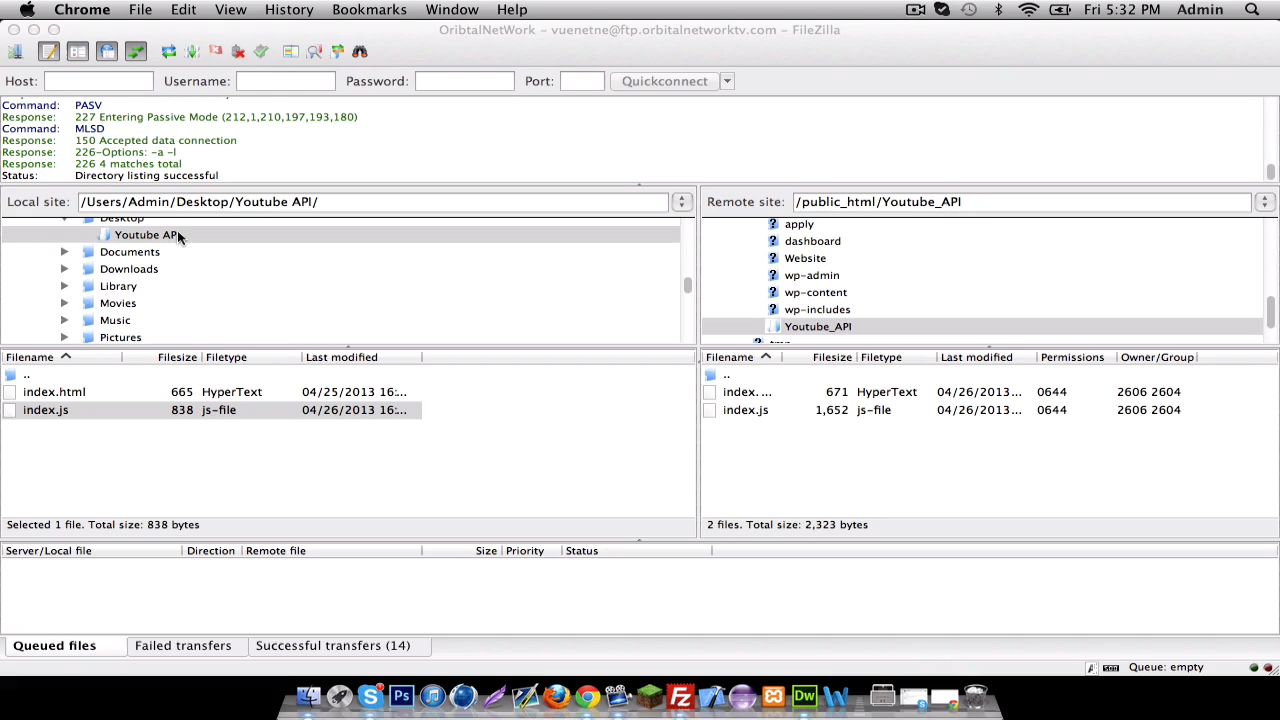 Chrome File Edit View History Bookmarks Window Help Fri 5:32 PM Admin
OribtalNetWork - vuenetne@ftp.orbitalnetworktv.com - FileZilla
Host: Username: Password: Port: Quickconnect
Command: PASV
Response: 227 Entering Passive Mode (212,1,210,197,193,180)
Command: MLSD
Response: 150 Accepted data connection
Response: 226-Options: -a -l
Response: 226 4 matches total
Status: Directory listing successful
Local site: /Users/Admin/Desktop/Youtube API/
Desktop
Youtube API
Documents
Downloads
Library
Movies
Music
Pictures
Remote site: /public_html/Youtube_API
apply
dashboard
Website
wp-admin
wp-content
wp-includes
Youtube_API
tmp
Filename Filesize Filetype Last modified
..
index.html 665 HyperText 04/25/2013 16:...
index.js 838 js-file 04/26/2013 16:...
Selected 1 file. Total size: 838 bytes
Filename Filesize Filetype Last modified Permissions Owner/Group
..
index. ... 671 HyperText 04/26/2013... 0644 2606 2604
index.js 1,652 js-file 04/26/2013... 0644 2606 2604
2 files. Total size: 2,323 bytes
Server/Local file Direction Remote file Size Priority Status
Queued files Failed transfers Successful transfers (14)
Queue: empty
Ps Fz Dw W